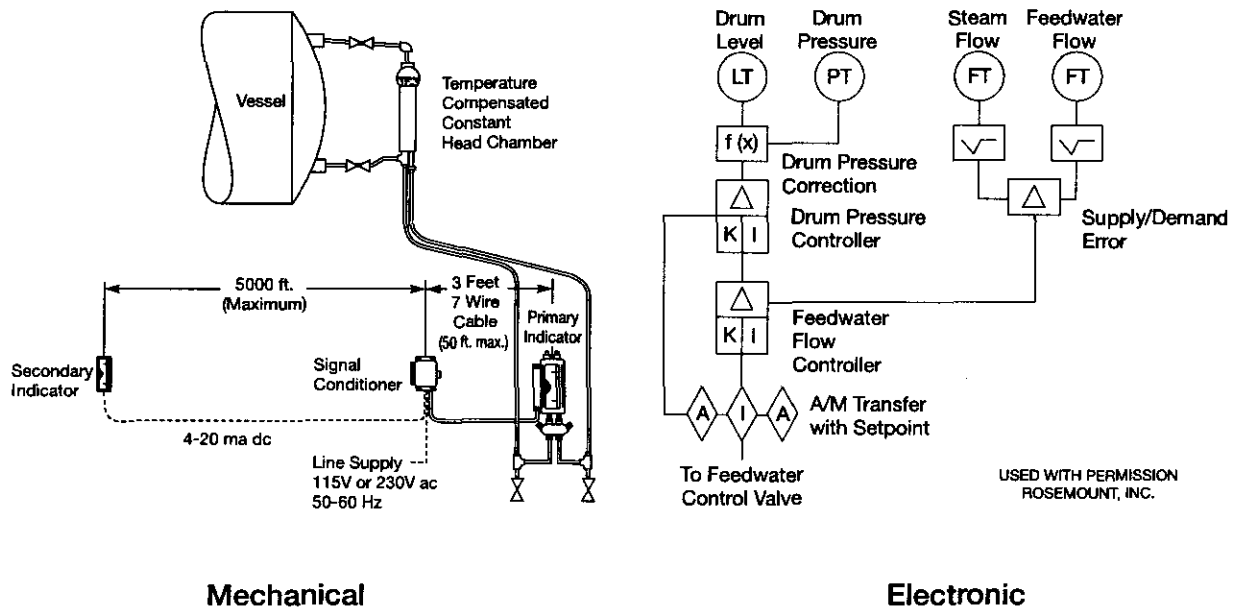 Vessel
Temperature
Compensated
Constant
Head Chamber
5000 ft.
(Maximum)
3 Feet
7 Wire
Cable
(50 ft. max.)
Primary
Indicator
Secondary
Indicator
Signal
Conditioner
4-20 ma dc
Line Supply
115V or 230V ac
50-60 Hz
Mechanical
Drum
Level
Drum
Pressure
Steam
Flow
Feedwater
Flow
LT
PT
FT
FT
f (x)
√
√
Drum Pressure
Correction
△
△
Drum Pressure
Controller
K I
Supply/Demand
Error
△
K I
Feedwater
Flow
Controller
A I A
A/M Transfer
with Setpoint
To Feedwater
Control Valve
USED WITH PERMISSION
ROSEMOUNT, INC.
Electronic